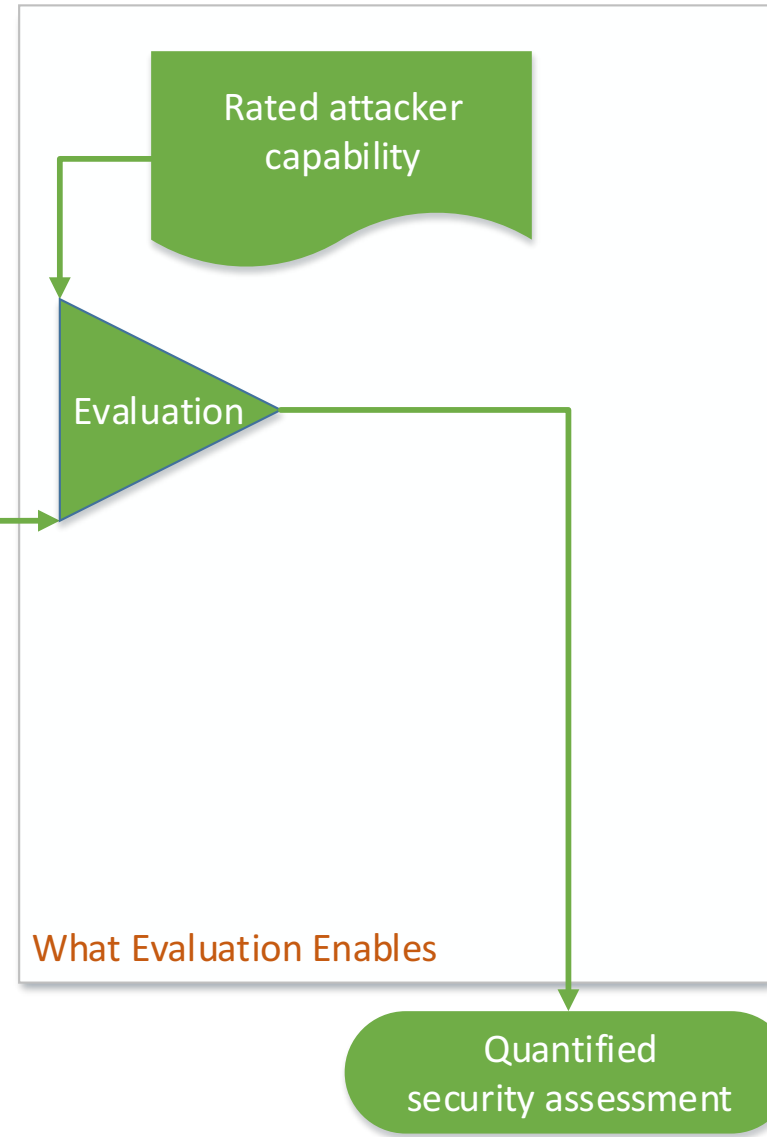 Rated attacker
capability
Evaluation
What Evaluation Enables
Quantified
security assessment